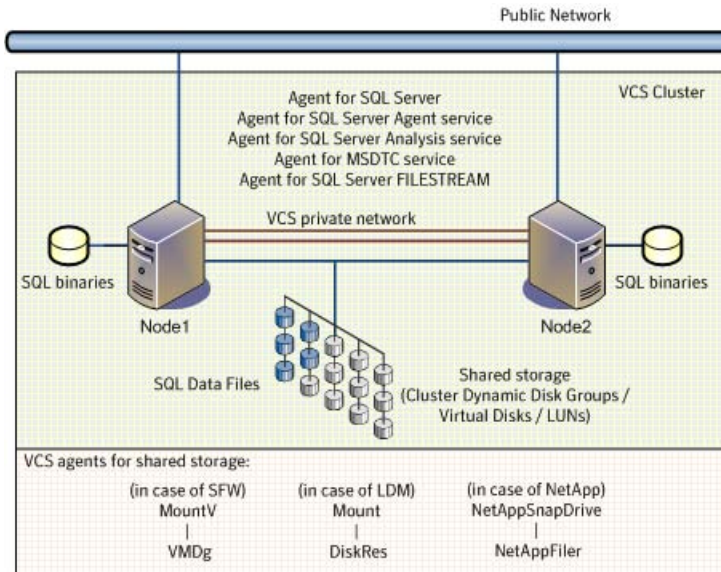 Public Network
VCS Cluster
Agent for SQL Server
Agent for SQL Server Agent service
Agent for SQL Server Analysis service
Agent for MSDTC service
Agent for SQL Server FILESTREAM
VCS private network
SQL binaries
SQL binaries
Node1
Node2
SQL Data Files
Shared storage
(Cluster Dynamic Disk Groups /
Virtual Disks / LUNs)
VCS agents for shared storage:
(in case of SFW)
MountV
VMDg
(in case of LDM)
Mount
DiskRes
(in case of NetApp)
NetAppSnapDrive
NetAppFiler